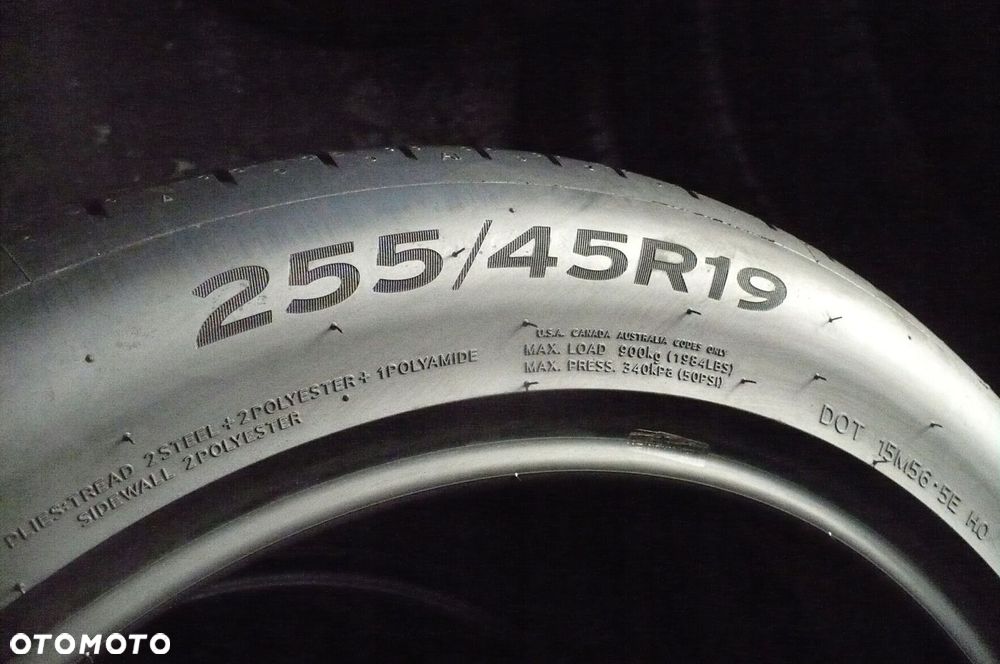 255/45R19
U.S.A. CANADA AUSTRALIA CODES ONLY
MAX. LOAD 900kg (1984LBS)
MAX. PRESS. 340kPa (50PSI)
PLIES:TREAD 2STEEL + 2POLYESTER + 1POLYAMIDE
SIDEWALL 2POLYESTER
DOT 15M56·5E H0
OTOMOTO